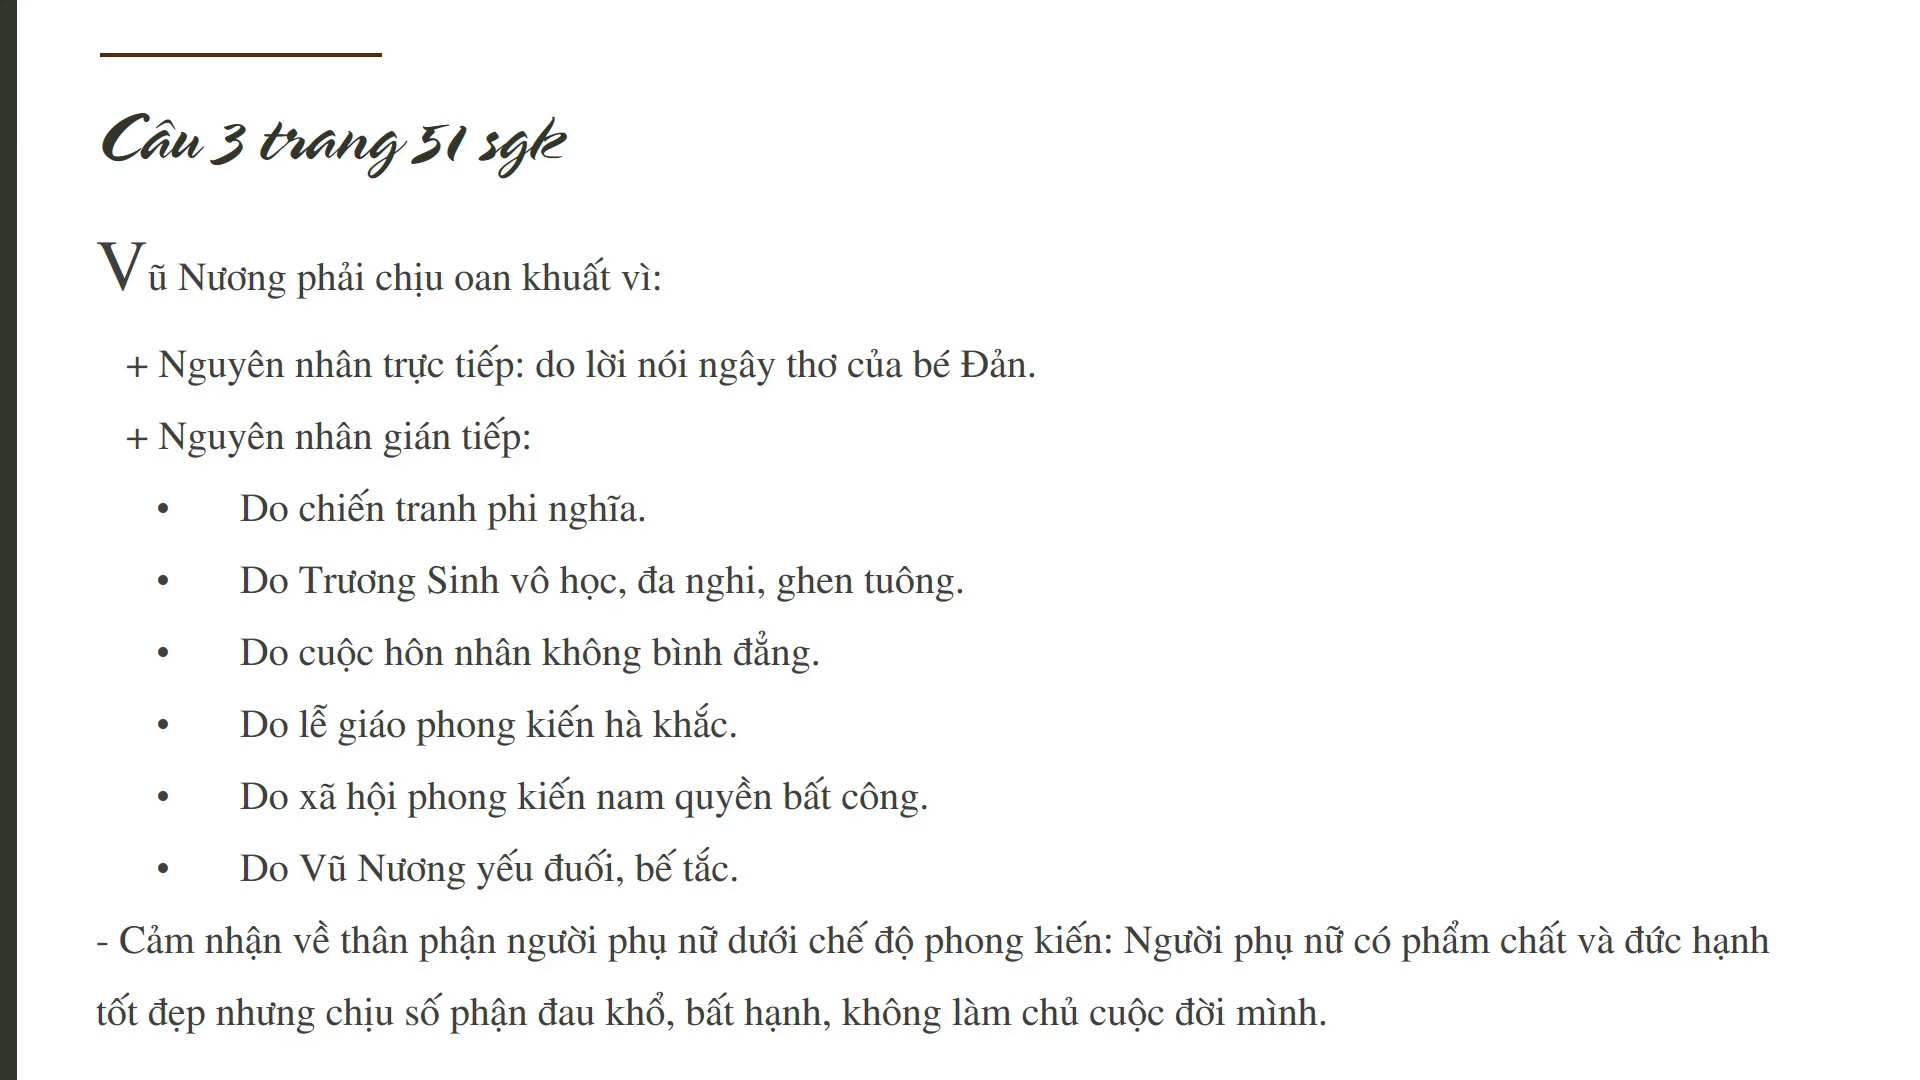 Câu 3 trang 51 sgk
Vũ Nương phải chịu oan khuất vì:
+ Nguyên nhân trực tiếp: do lời nói ngây thơ của bé Đản.
+ Nguyên nhân gián tiếp:
• Do chiến tranh phi nghĩa.
• Do Trương Sinh vô học, đa nghi, ghen tuông.
• Do cuộc hôn nhân không bình đẳng.
• Do lễ giáo phong kiến hà khắc.
• Do xã hội phong kiến nam quyền bất công.
• Do Vũ Nương yếu đuối, bế tắc.
- Cảm nhận về thân phận người phụ nữ dưới chế độ phong kiến: Người phụ nữ có phẩm chất và đức hạnh
tốt đẹp nhưng chịu số phận đau khổ, bất hạnh, không làm chủ cuộc đời mình.